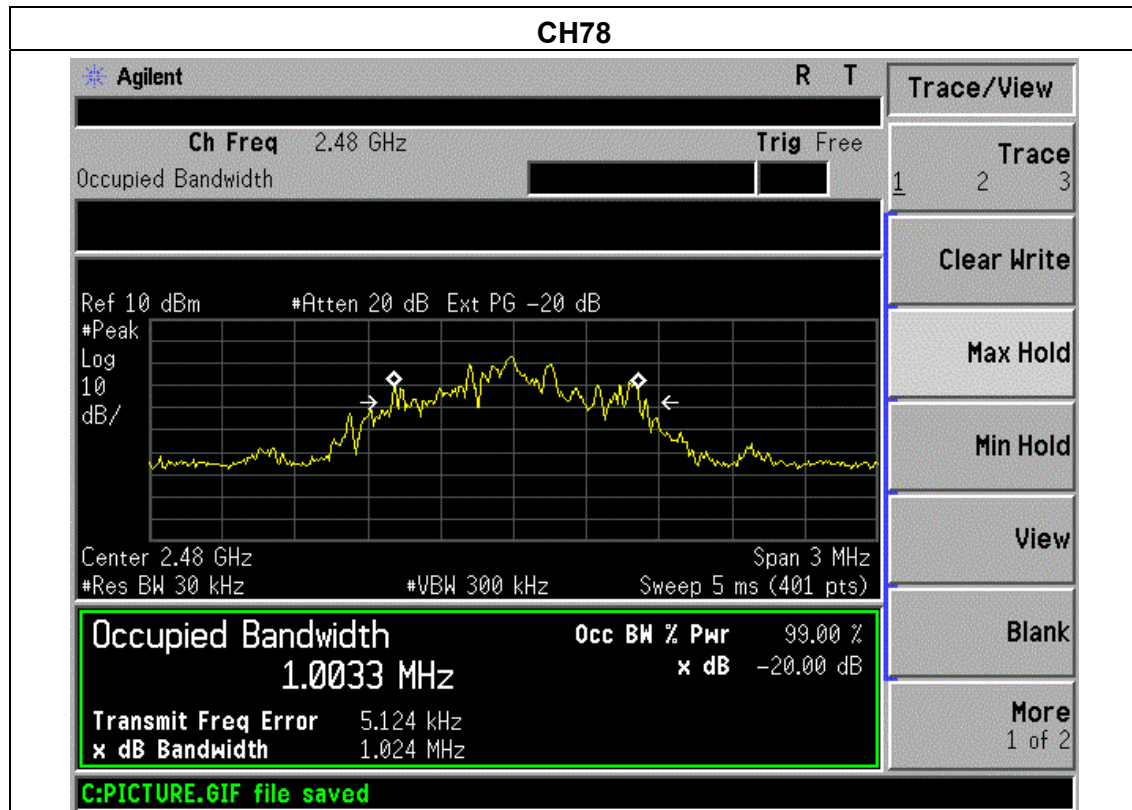 CH78
Agilent R T
Trace/View
Ch Freq 2.48 GHz Trig Free
Occupied Bandwidth
Trace
1 2 3
Clear Write
Ref 10 dBm #Atten 20 dB Ext PG -20 dB
#Peak
Log
10
dB/
Max Hold
Min Hold
View
Center 2.48 GHz Span 3 MHz
#Res BW 30 kHz #VBW 300 kHz Sweep 5 ms (401 pts)
Occupied Bandwidth Occ BW % Pwr 99.00 %
1.0033 MHz x dB -20.00 dB
Blank
Transmit Freq Error 5.124 kHz
x dB Bandwidth 1.024 MHz
More
1 of 2
C:PICTURE.GIF file saved